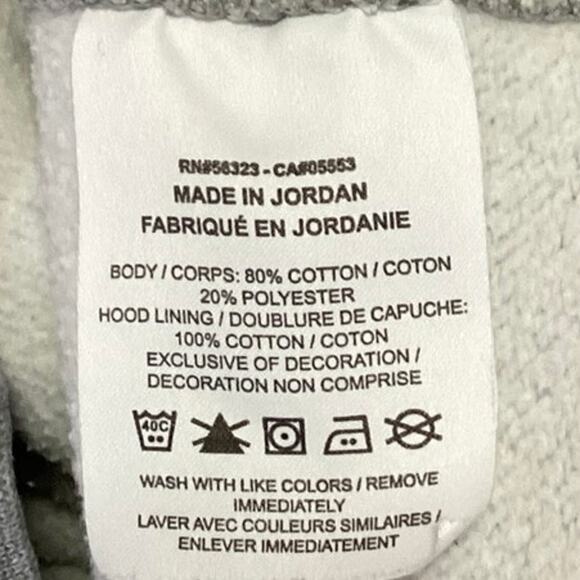 RN#56323 - CA#05553
MADE IN JORDAN
FABRIQUÉ EN JORDANIE
BODY / CORPS: 80% COTTON / COTON
20% POLYESTER
HOOD LINING / DOUBLURE DE CAPUCHE:
100% COTTON / COTON
EXCLUSIVE OF DECORATION /
DECORATION NON COMPRISE
40C
WASH WITH LIKE COLORS / REMOVE
IMMEDIATELY
LAVER AVEC COULEURS SIMILAIRES /
ENLEVER IMMEDIATEMENT